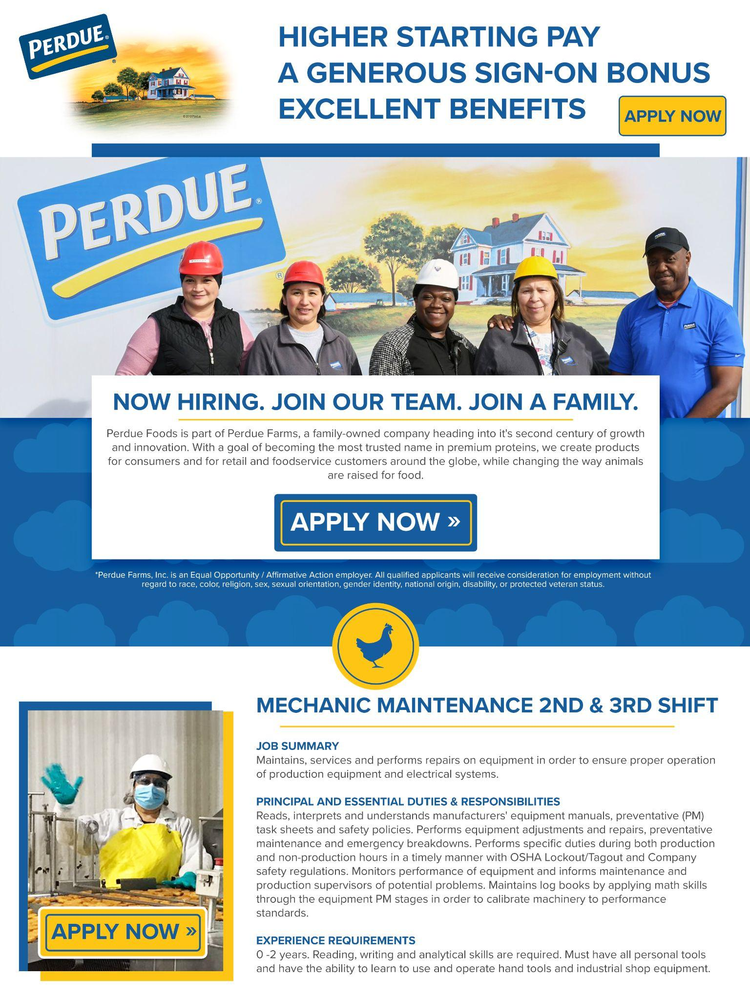 PERDUE®
®
HIGHER STARTING PAY
A GENEROUS SIGN-ON BONUS
EXCELLENT BENEFITS
APPLY NOW
© 2019 Perdue
PERDUE®
®
PERDUE
PERDUE
PERDUE
NOW HIRING. JOIN OUR TEAM. JOIN A FAMILY.
Perdue Foods is part of Perdue Farms, a family-owned company heading into it's second century of growth
and innovation. With a goal of becoming the most trusted name in premium proteins, we create products
for consumers and for retail and foodservice customers around the globe, while changing the way animals
are raised for food.
APPLY NOW »
*Perdue Farms, Inc. is an Equal Opportunity / Affirmative Action employer. All qualified applicants will receive consideration for employment without
regard to race, color, religion, sex, sexual orientation, gender identity, national origin, disability, or protected veteran status.
MECHANIC MAINTENANCE 2ND & 3RD SHIFT
JOB SUMMARY
Maintains, services and performs repairs on equipment in order to ensure proper operation
of production equipment and electrical systems.
PRINCIPAL AND ESSENTIAL DUTIES & RESPONSIBILITIES
Reads, interprets and understands manufacturers' equipment manuals, preventative (PM)
task sheets and safety policies. Performs equipment adjustments and repairs, preventative
maintenance and emergency breakdowns. Performs specific duties during both production
and non-production hours in a timely manner with OSHA Lockout/Tagout and Company
safety regulations. Monitors performance of equipment and informs maintenance and
production supervisors of potential problems. Maintains log books by applying math skills
through the equipment PM stages in order to calibrate machinery to performance
standards.
EXPERIENCE REQUIREMENTS
0 -2 years. Reading, writing and analytical skills are required. Must have all personal tools
and have the ability to learn to use and operate hand tools and industrial shop equipment.
APPLY NOW »